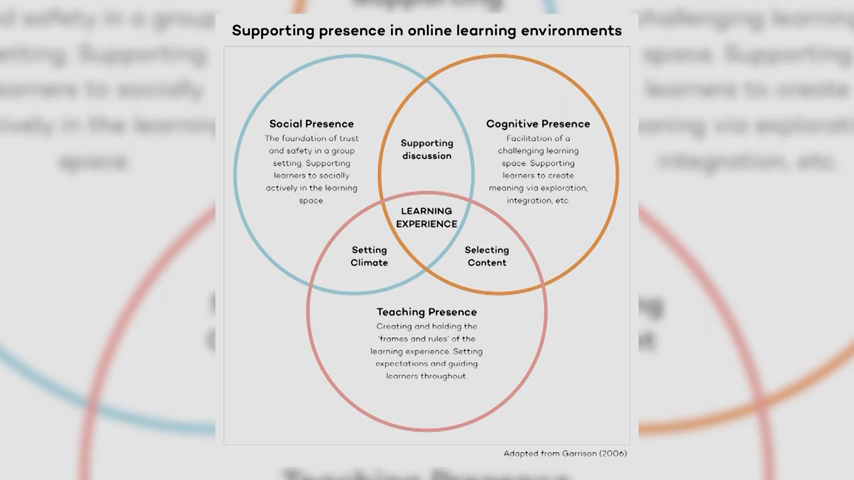 Supporting presence in online learning environments
Social Presence
The foundation of trust
and safety in a group
setting. Supporting
learners to socially
actively in the learning
space.
Supporting
discussion
Cognitive Presence
Facilitation of a
challenging learning
space. Supporting
learners to create
meaning via exploration,
integration, etc.
LEARNING
EXPERIENCE
Setting
Climate
Selecting
Content
Teaching Presence
Creating and holding the
'frames and rules' of the
learning experience. Setting
expectations and guiding
learners throughout.
Adapted from Garrison (2006)